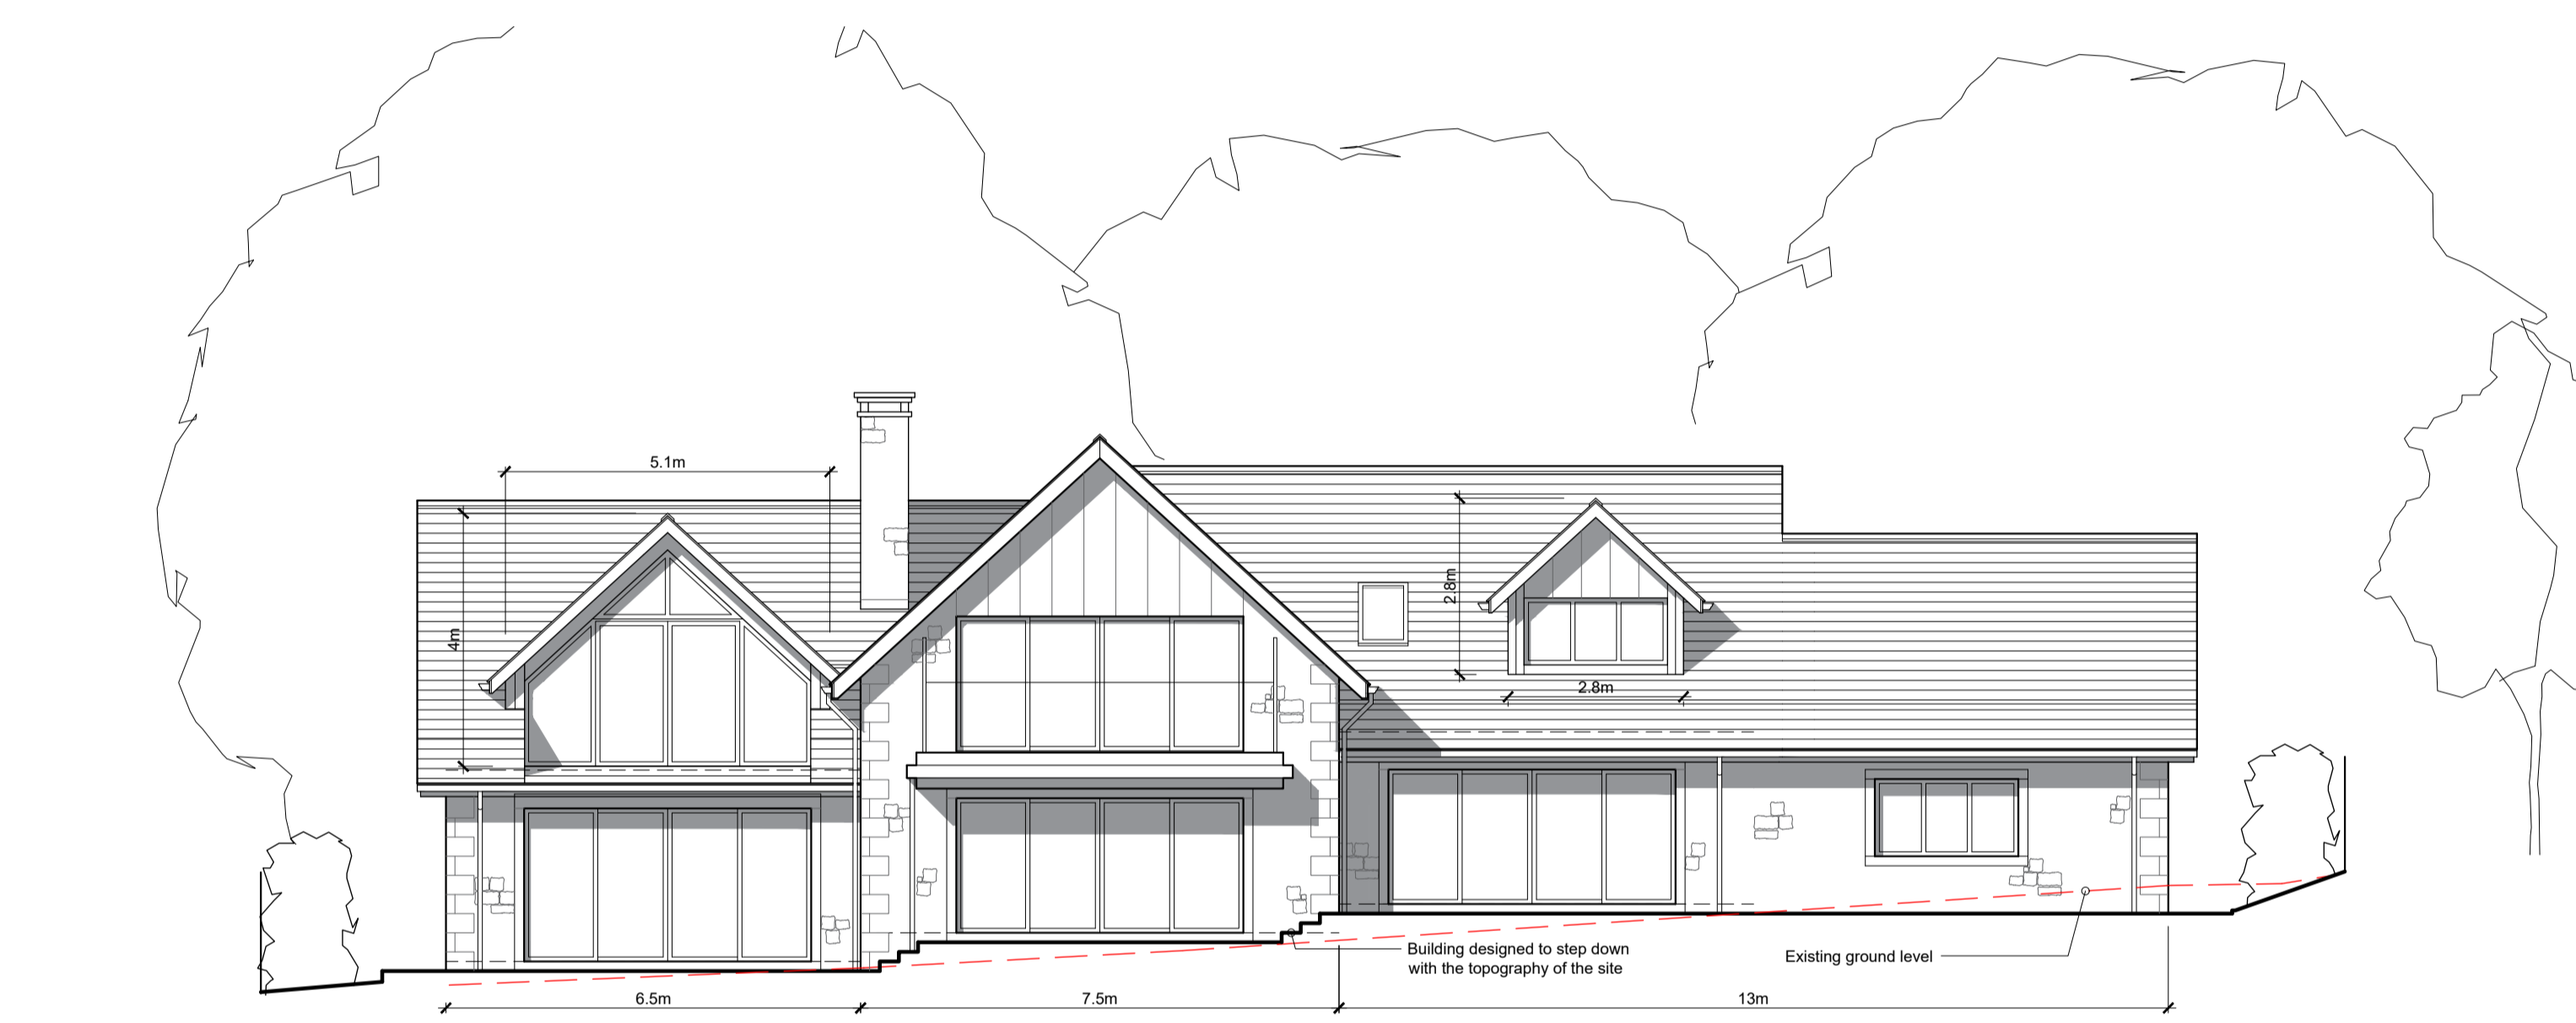 5.1m
4m
2.8m
2.8m
Building designed to step down
with the topography of the site
Existing ground level
6.5m
7.5m
13m